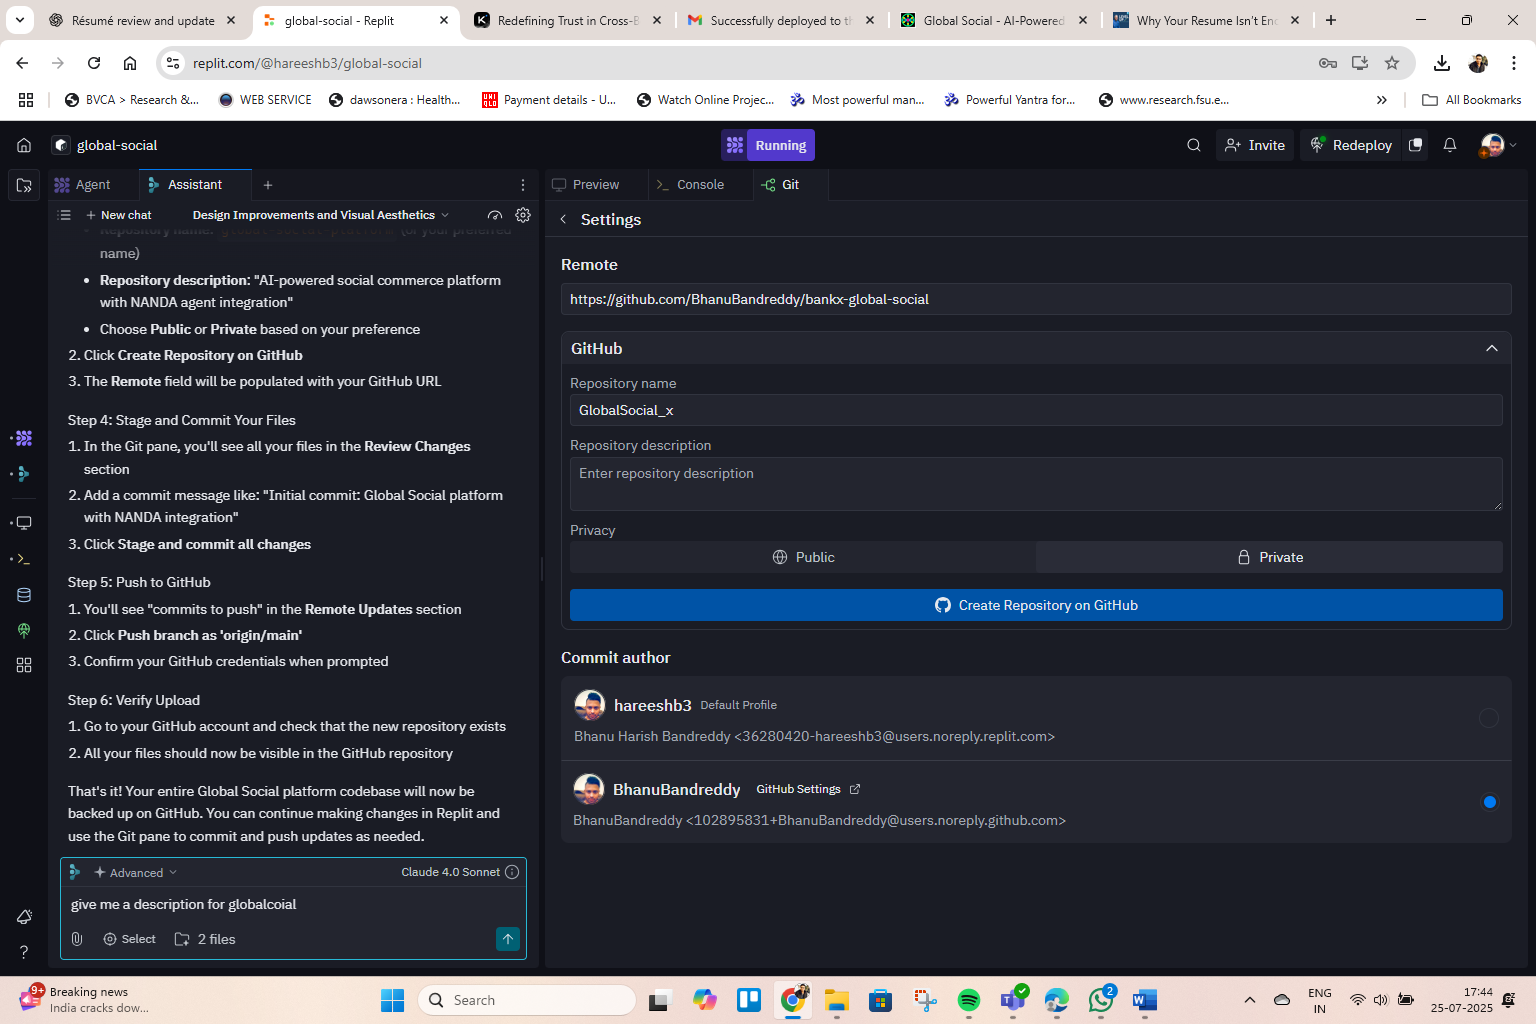 Résumé review and update
global-social - Replit
Redefining Trust in Cross-B
Successfully deployed to th
Global Social - AI-Powered
Why Your Resume Isn't En
replit.com/@hareeshb3/global-social
BVCA > Research &...
WEB SERVICE
dawsonera : Health...
Payment details - U...
Watch Online Projec...
Most powerful man...
Powerful Yantra for...
www.research.fsu.e...
All Bookmarks
global-social
Running
Invite
Redeploy
Agent
Assistant
Preview
Console
Git
New chat
Design Improvements and Visual Aesthetics
Settings
Repository name: (or your preferred
name)
• Repository description: "AI-powered social commerce platform
with NANDA agent integration"
• Choose Public or Private based on your preference
2. Click Create Repository on GitHub
3. The Remote field will be populated with your GitHub URL
Step 4: Stage and Commit Your Files
1. In the Git pane, you'll see all your files in the Review Changes
section
2. Add a commit message like: "Initial commit: Global Social platform
with NANDA integration"
3. Click Stage and commit all changes
Step 5: Push to GitHub
1. You'll see "commits to push" in the Remote Updates section
2. Click Push branch as 'origin/main'
3. Confirm your GitHub credentials when prompted
Step 6: Verify Upload
1. Go to your GitHub account and check that the new repository exists
2. All your files should now be visible in the GitHub repository
That's it! Your entire Global Social platform codebase will now be
backed up on GitHub. You can continue making changes in Replit and
use the Git pane to commit and push updates as needed.
Advanced
Claude 4.0 Sonnet
give me a description for globalcoial
Select
2 files
Remote
https://github.com/BhanuBandreddy/bankx-global-social
GitHub
Repository name
GlobalSocial_x
Repository description
Enter repository description
Privacy
Public
Private
Create Repository on GitHub
Commit author
hareeshb3 Default Profile
Bhanu Harish Bandreddy <36280420-hareeshb3@users.noreply.replit.com>
BhanuBandreddy GitHub Settings
BhanuBandreddy <102895831+BhanuBandreddy@users.noreply.github.com>
9+
Breaking news
India cracks dow...
Search
2
ENG
IN
17:44
25-07-2025